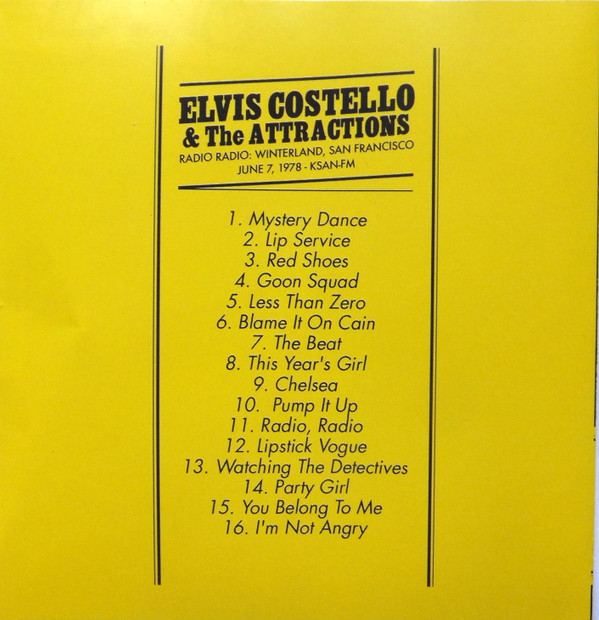 ELVIS COSTELLO
& The ATTRACTIONS
RADIO RADIO: WINTERLAND, SAN FRANCISCO
JUNE 7, 1978 - KSAN-FM
1. Mystery Dance
2. Lip Service
3. Red Shoes
4. Goon Squad
5. Less Than Zero
6. Blame It On Cain
7. The Beat
8. This Year's Girl
9. Chelsea
10. Pump It Up
11. Radio, Radio
12. Lipstick Vogue
13. Watching The Detectives
14. Party Girl
15. You Belong To Me
16. I'm Not Angry